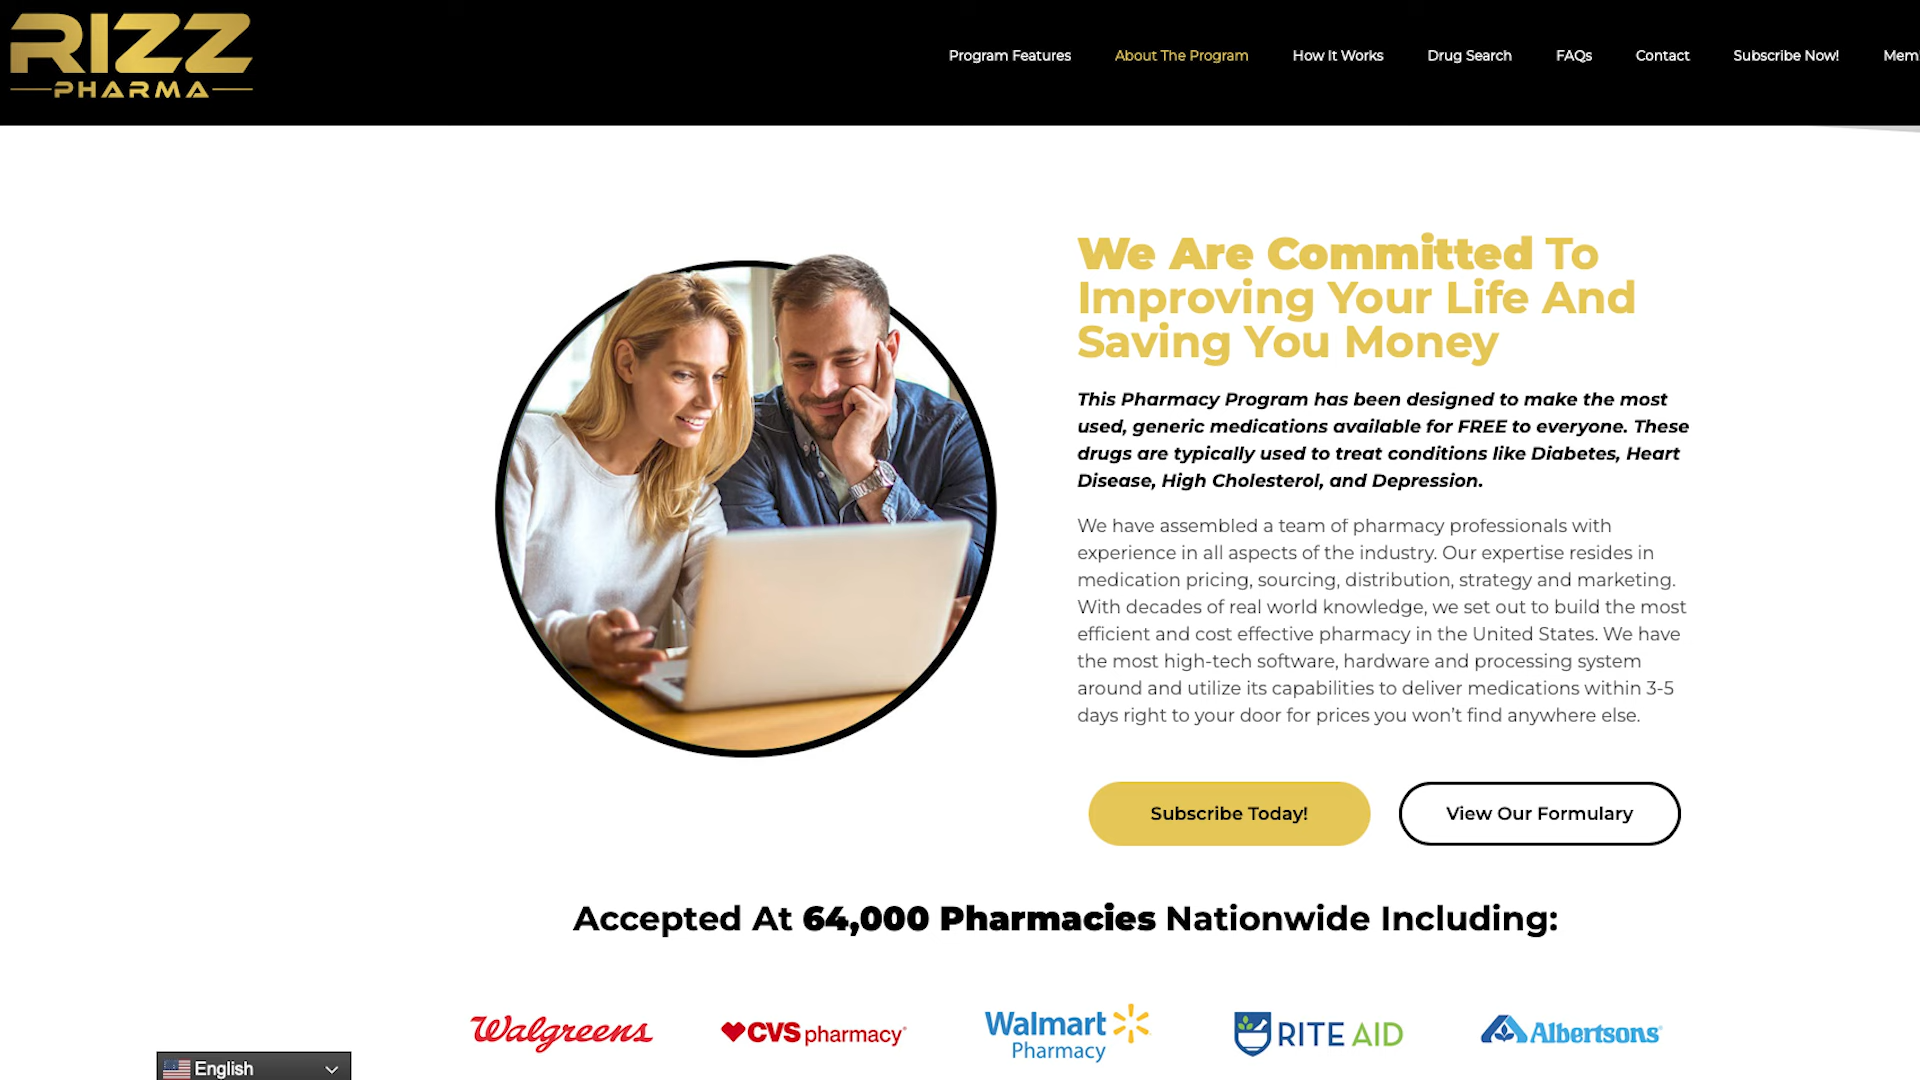 RIZZ
PHARMA
Program Features
About The Program
How It Works
Drug Search
FAQs
Contact
Subscribe Now!
We Are Committed To
Improving Your Life And
Saving You Money
This Pharmacy Program has been designed to make the most
used, generic medications available for FREE to everyone. These
drugs are typically used to treat conditions like Diabetes, Heart
Disease, High Cholesterol, and Depression.
We have assembled a team of pharmacy professionals with
experience in all aspects of the industry. Our expertise resides in
medication pricing, sourcing, distribution, strategy and marketing.
With decades of real world knowledge, we set out to build the most
efficient and cost effective pharmacy in the United States. We have
the most high-tech software, hardware and processing system
around and utilize its capabilities to deliver medications within 3-5
days right to your door for prices you won’t find anywhere else.
Subscribe Today!
View Our Formulary
Accepted At 64,000 Pharmacies Nationwide Including:
Walgreens
CVS pharmacy
Walmart
Pharmacy
RITE AID
Albertsons
English